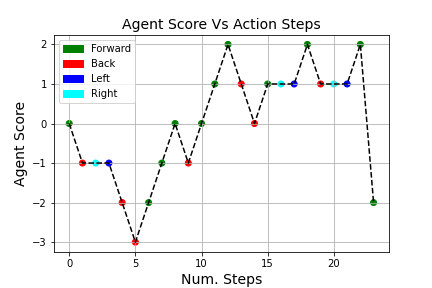 Agent Score Vs Action Steps
Forward
Back
Left
Right
2
1
0
−1
−2
−3
Agent Score
0 5 10 15 20
Num. Steps